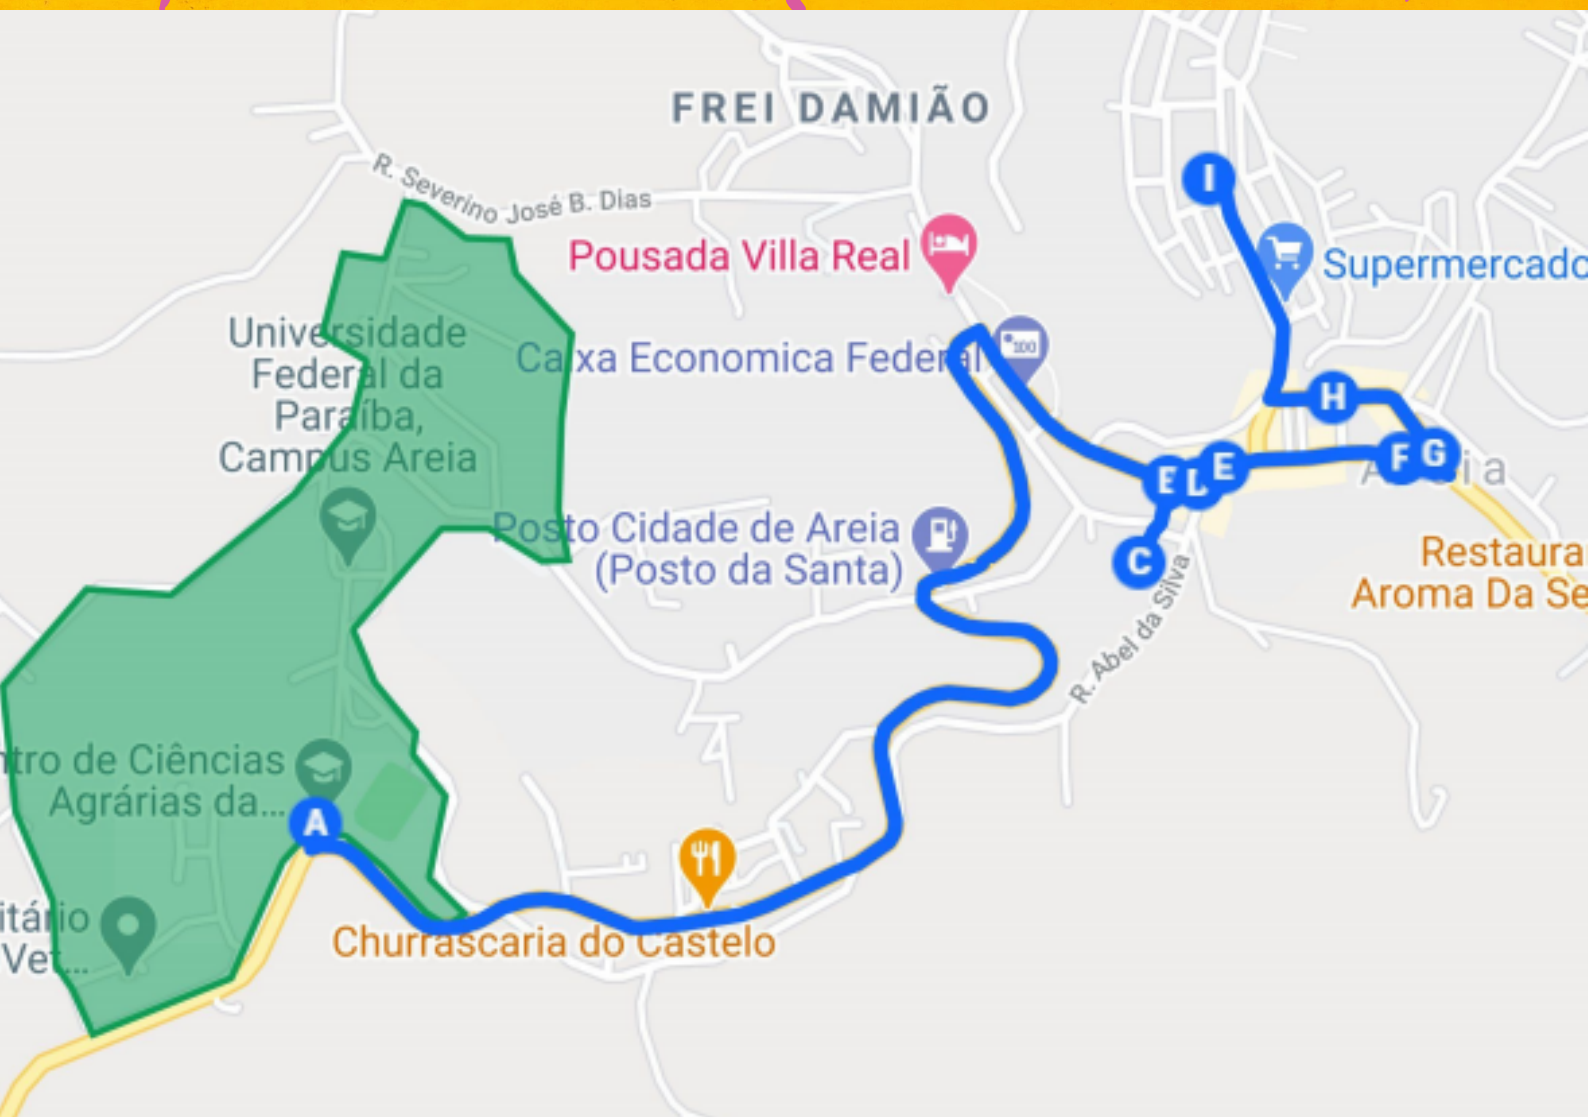 FREI DAMIÃO
R. Severino José B. Dias
I
Pousada Villa Real
Supermercado
Universidade
Federal da
Paraíba,
Campus Areia
Caixa Economica Federal
100
H
F G
E
C
Posto Cidade de Areia
(Posto da Santa)
Restaura
Aroma Da Se
R. Abel da Silva
ntro de Ciências
Agrárias da...
A
itário
Vet...
Churrascaria do Castelo